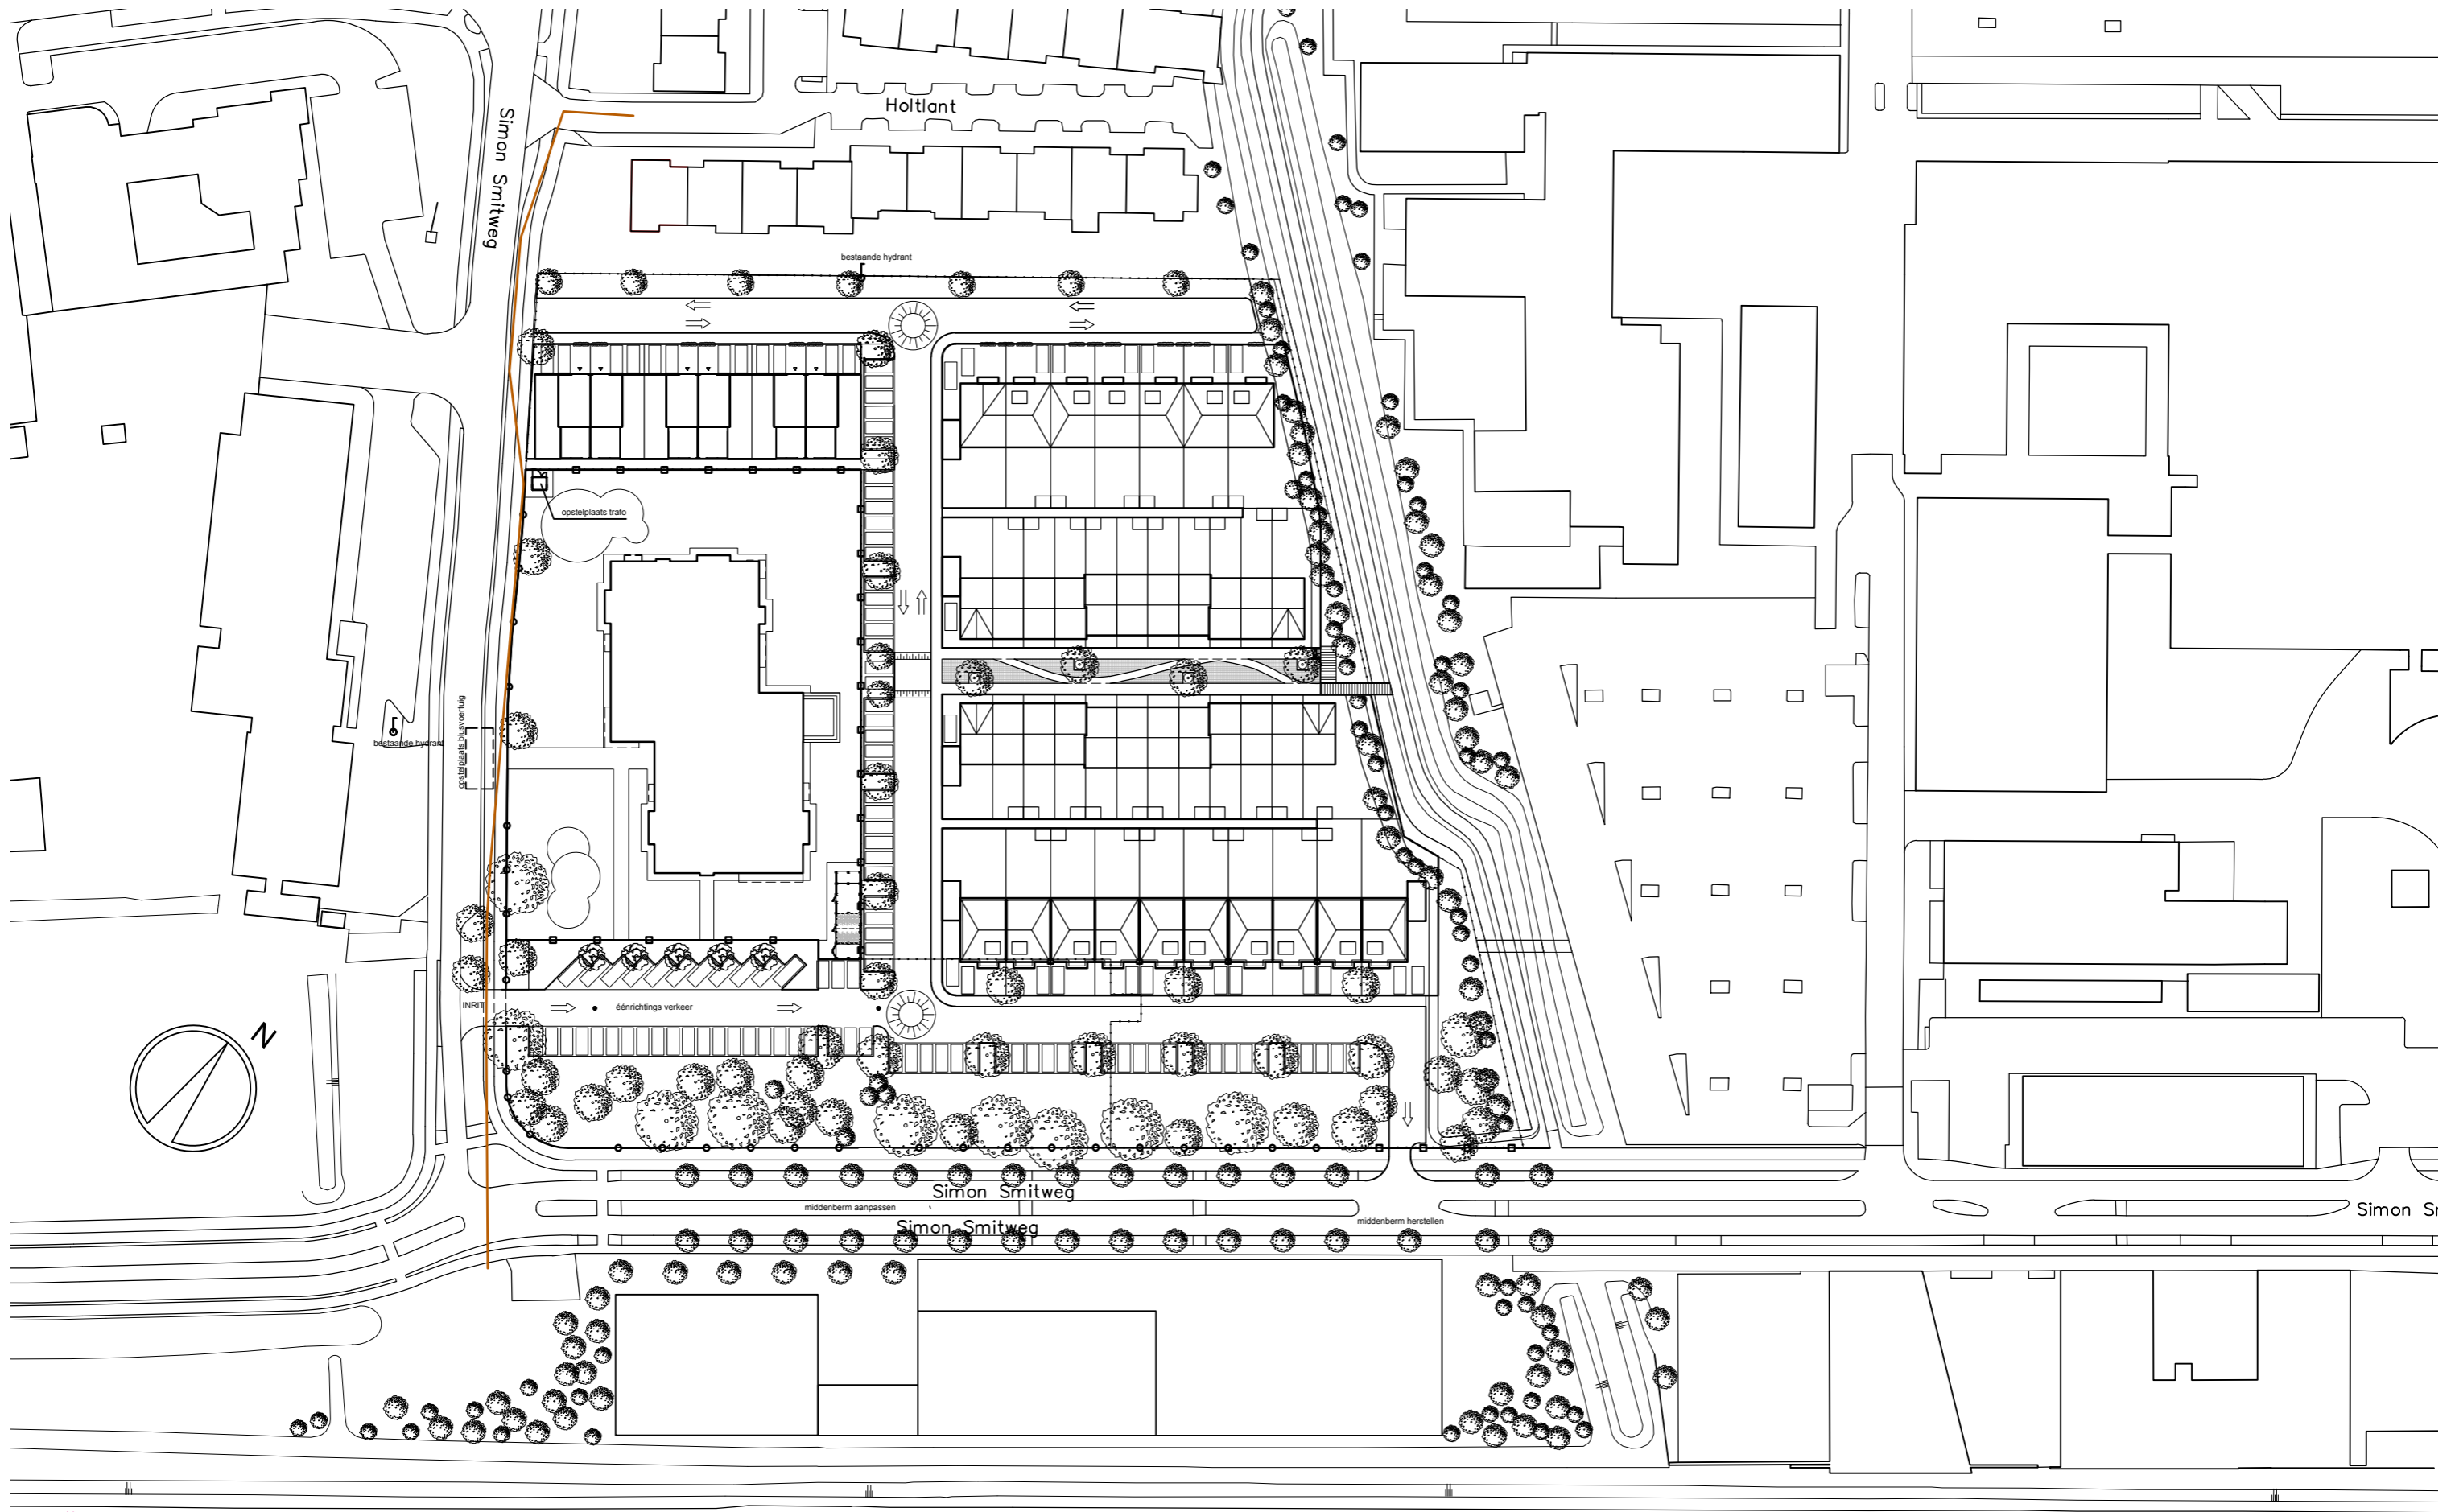 Holtlant
Simon Smitweg
bestaande hydrant
opstelplaats trafo
opstelplaats blusvoertuig
bestaande hydrant
INRIT
éénrichtings verkeer
N
Simon Smitweg
middenberm aanpassen
Simon Smitweg
middenberm herstellen
Simon Sr